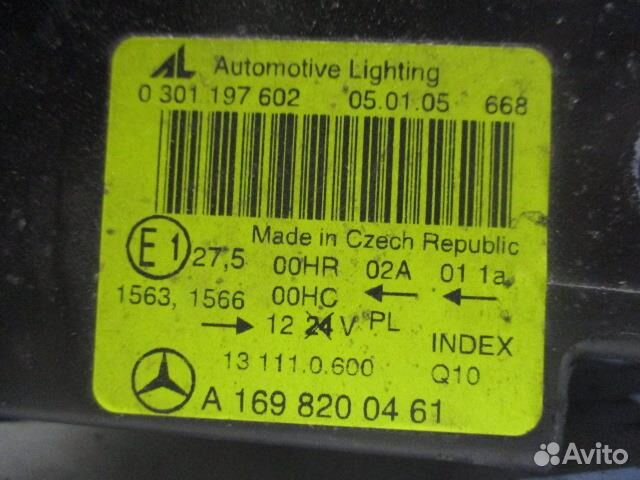 AL Automotive Lighting
0 301 197 602 05.01.05 668
Made in Czech Republic
E1 27,5 00HR 02A 01 1a
1563, 1566 00HC ← ←
→ 12 24 V PL
13 111.0.600 INDEX
Q10
A 169 820 04 61
Avito